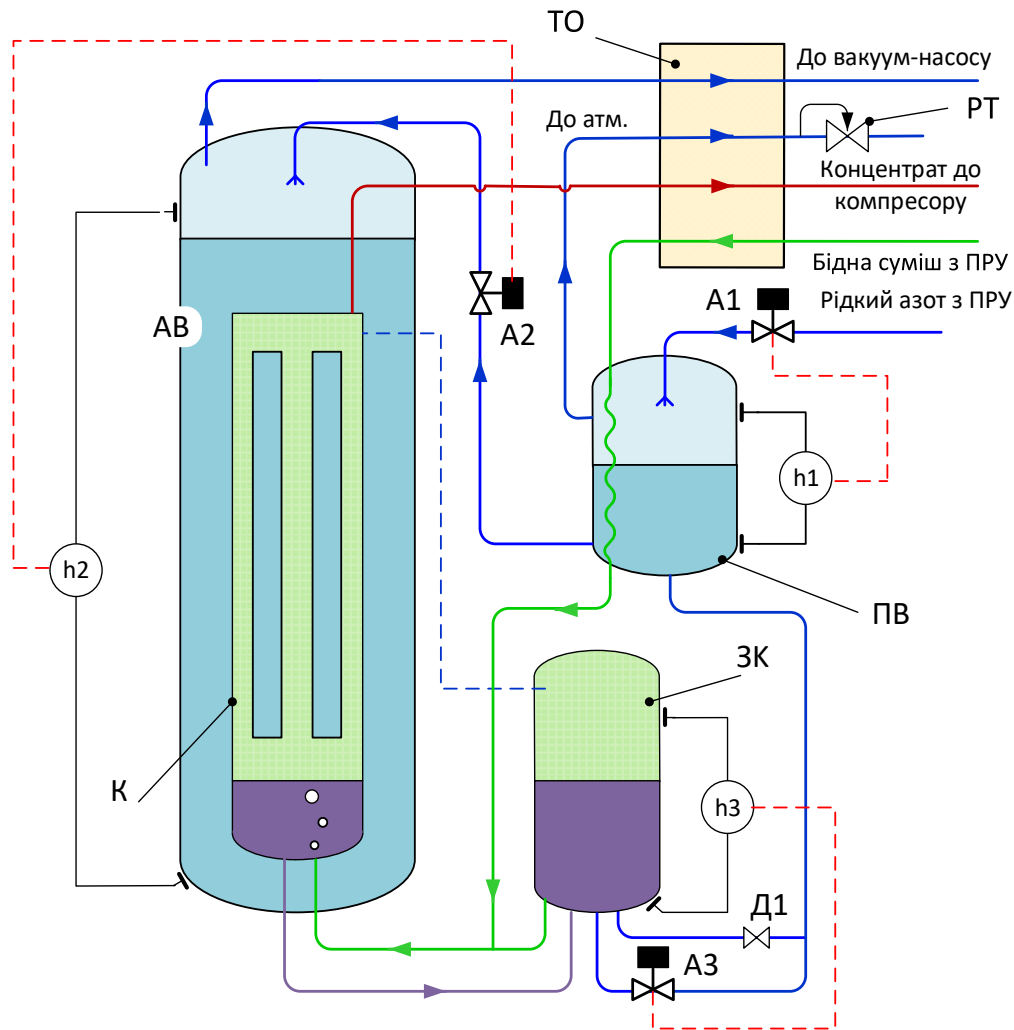 ТО
До вакуум-насосу
До атм.
РТ
Концентрат до
компресору
Бідна суміш з ПРУ
А1
Рідкий азот з ПРУ
АВ
А2
h1
h2
ПВ
ЗК
К
h3
Д1
А3